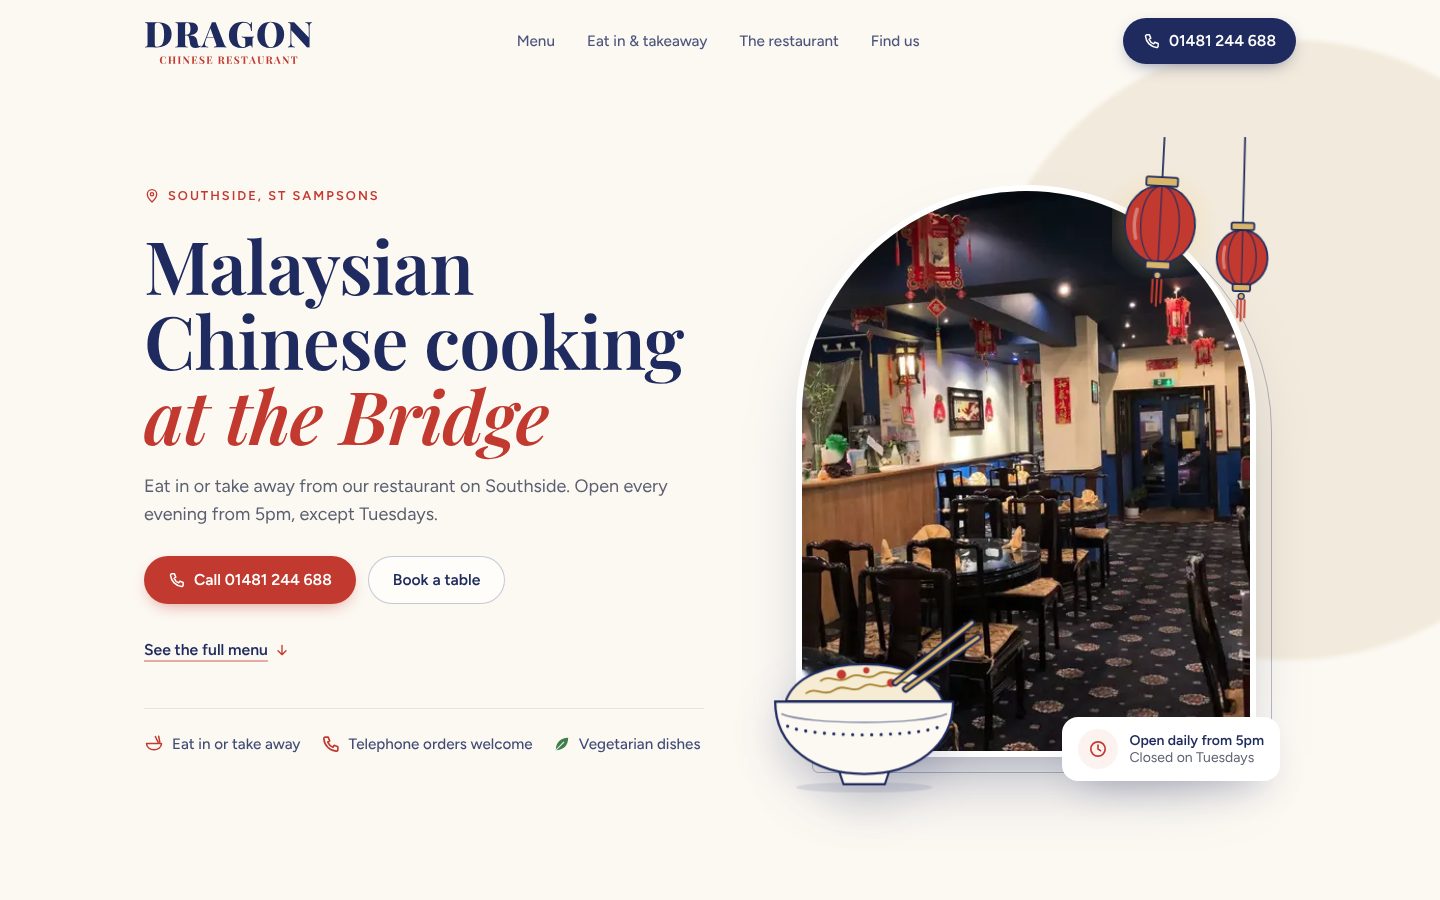 DRAGON
CHINESE RESTAURANT
Menu
Eat in & takeaway
The restaurant
Find us
01481 244 688
SOUTHSIDE, ST SAMPSONS
Malaysian
Chinese cooking
at the Bridge
Eat in or take away from our restaurant on Southside. Open every
evening from 5pm, except Tuesdays.
Call 01481 244 688
Book a table
See the full menu
Eat in or take away
Telephone orders welcome
Vegetarian dishes
Open daily from 5pm
Closed on Tuesdays